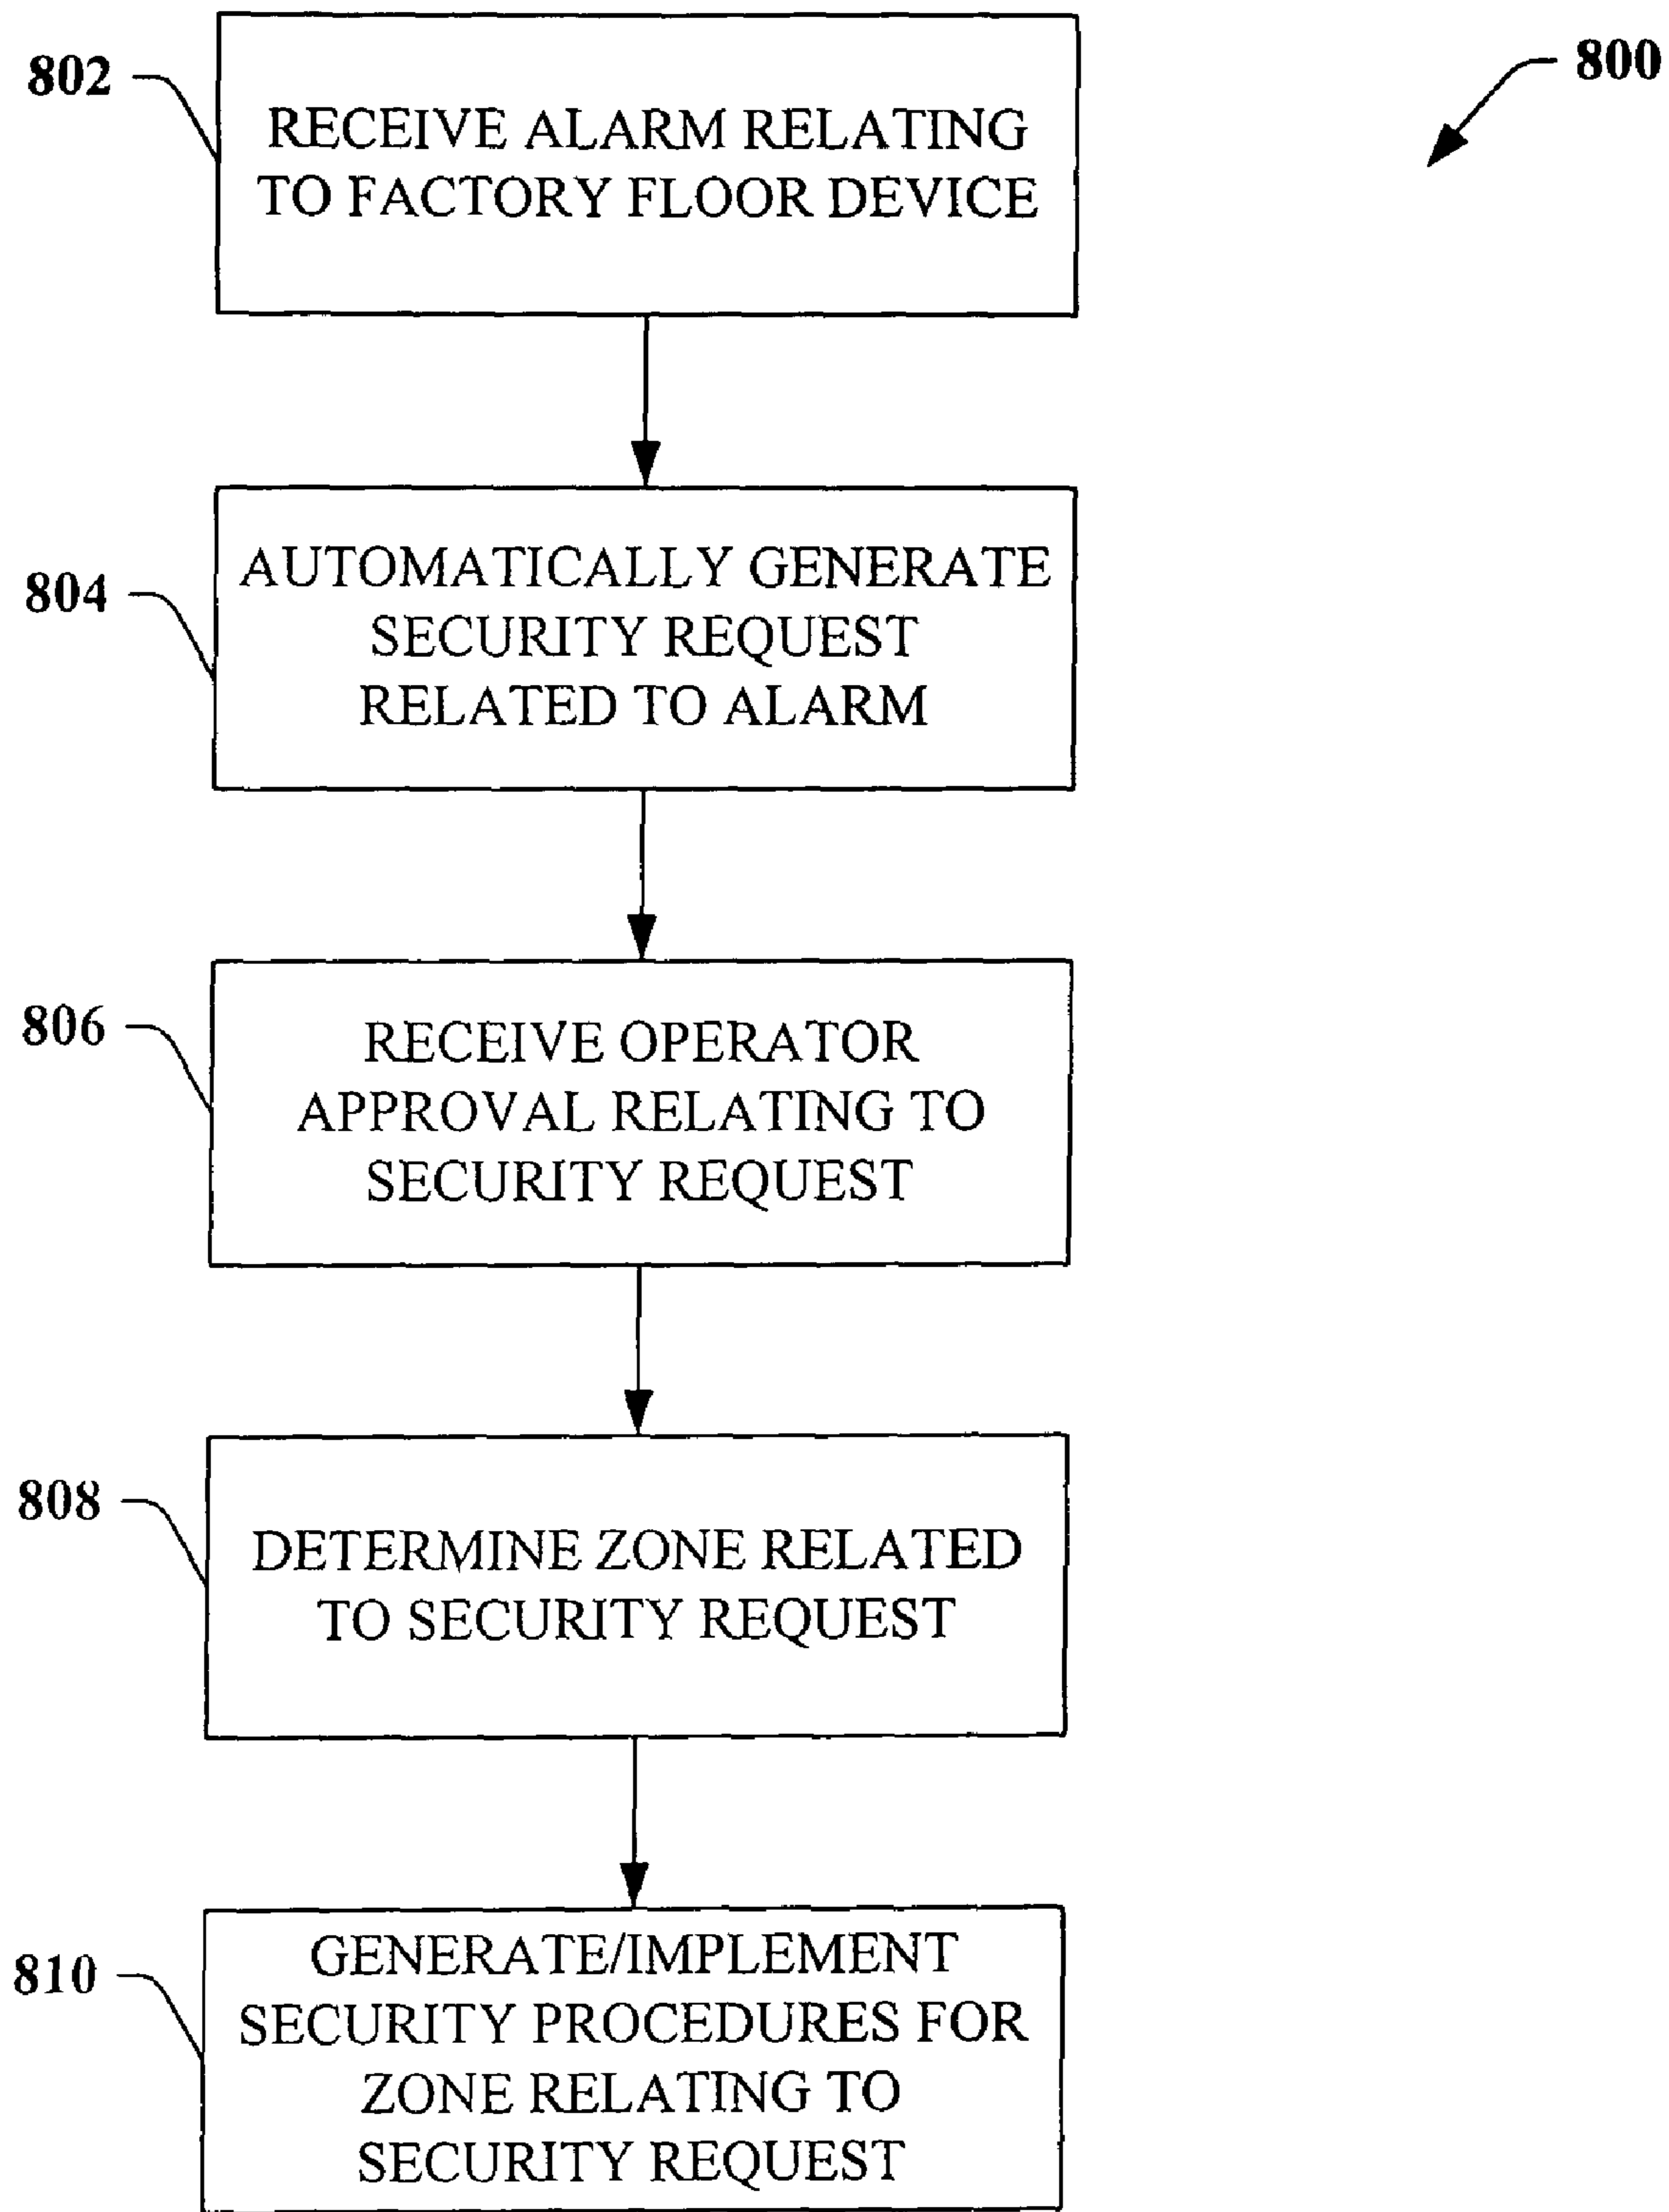 800
802
RECEIVE ALARM RELATING
TO FACTORY FLOOR DEVICE
804
AUTOMATICALLY GENERATE
SECURITY REQUEST
RELATED TO ALARM
806
RECEIVE OPERATOR
APPROVAL RELATING TO
SECURITY REQUEST
808
DETERMINE ZONE RELATED
TO SECURITY REQUEST
810
GENERATE/IMPLEMENT
SECURITY PROCEDURES FOR
ZONE RELATING TO
SECURITY REQUEST